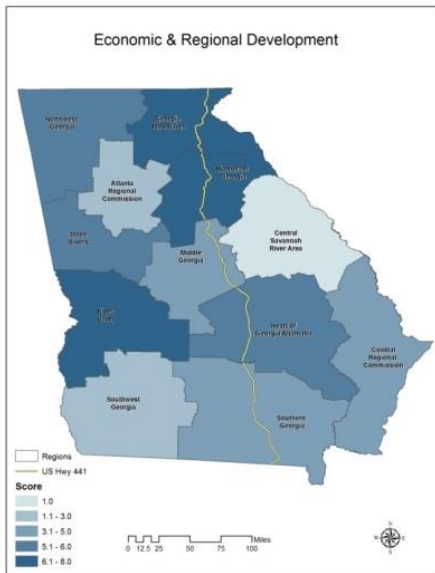 Economic & Regional Development
Northwest
Georgia
Georgia
Mountains
Northeast
Georgia
Atlanta
Regional
Commission
Three
Rivers
Central
Savannah
River Area
Middle
Georgia
River
Valley
Heart of
Georgia Altamaha
Coastal
Regional
Commission
Southwest
Georgia
Southern
Georgia
Regions
US Hwy 441
Score
1.0
1.1 - 3.0
3.1 - 5.0
5.1 - 6.0
6.1 - 8.0
Miles
0 12.5 25 50 75 100
N
W E
S